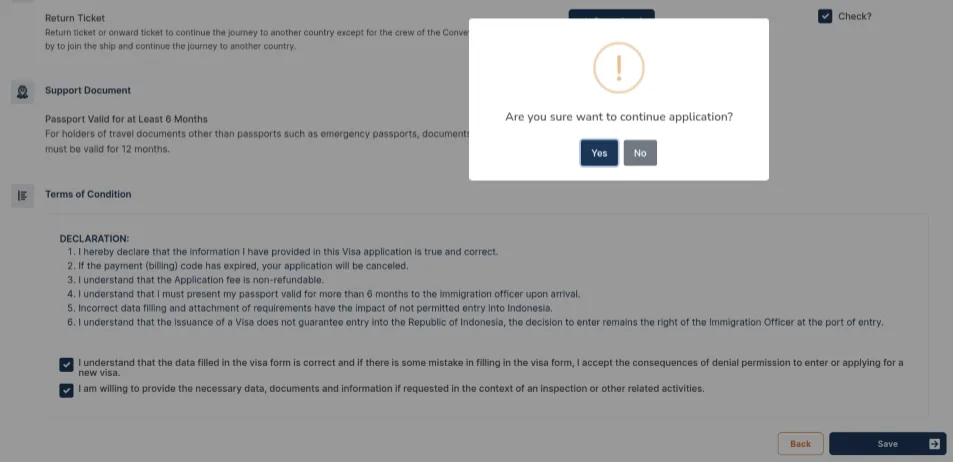 Return Ticket
Check?
Return ticket or onward ticket to continue the journey to another country except for the crew of the
by to join the ship and continue the journey to another country.
!
Are you sure want to continue application?
Yes
No
Support Document
Passport Valid for at Least 6 Months
For holders of travel documents other than passports such as emergency passports,
must be valid for 12 months.
Terms of Condition
DECLARATION:
1. I hereby declare that the information I have provided in this Visa application is true and correct.
2. If the payment (billing) code has expired, your application will be canceled.
3. I understand that the Application fee is non-refundable.
4. I understand that I must present my passport valid for more than 6 months to the immigration officer upon arrival.
5. Incorrect data filling and attachment of requirements have the impact of not permitted entry into Indonesia.
6. I understand that the issuance of a Visa does not guarantee entry into the Republic of Indonesia, the decision to enter remains the right of the Immigration Officer at the port of entry.
I understand that the data filled in the visa form is correct and if there is some mistake in filling in the visa form, I accept the consequences of denial permission to enter or applying for a
new visa.
I am willing to provide the necessary data, documents and information if requested in the context of an inspection or other related activities.
Back
Save